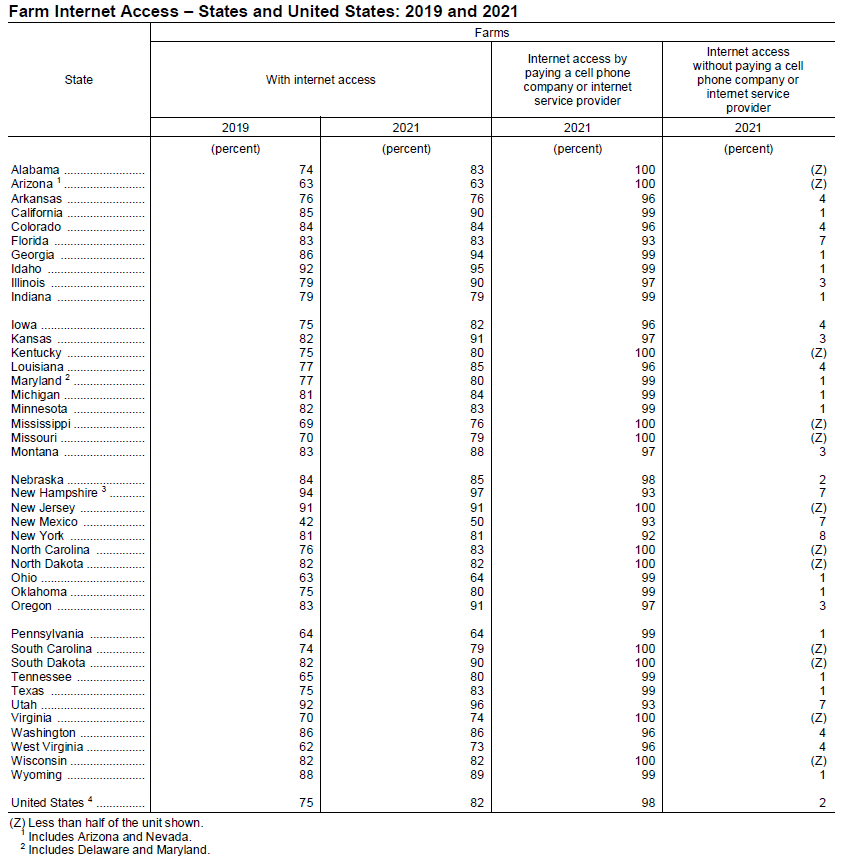 Farm Internet Access – States and United States: 2019 and 2021
State
Farms
With internet access
Internet access by
paying a cell phone
company or internet
service provider
Internet access
without paying a cell
phone company or
internet service
provider
2019 2021 2021 2021
(percent) (percent) (percent) (percent)
Alabama ......................... 74 83 100 (Z)
Arizona 1 ......................... 63 63 100 (Z)
Arkansas ........................ 76 76 96 4
California ........................ 85 90 99 1
Colorado ........................ 84 84 96 4
Florida ............................ 83 83 93 7
Georgia .......................... 86 94 99 1
Idaho .............................. 92 95 99 1
Illinois ............................. 79 90 97 3
Indiana ........................... 79 79 99 1
Iowa ................................ 75 82 96 4
Kansas ........................... 82 91 97 3
Kentucky ........................ 75 80 100 (Z)
Louisiana ........................ 77 85 96 4
Maryland 2 ...................... 77 80 99 1
Michigan ......................... 81 84 99 1
Minnesota ...................... 82 83 99 1
Mississippi ...................... 69 76 100 (Z)
Missouri .......................... 70 79 100 (Z)
Montana ......................... 83 88 97 3
Nebraska ........................ 84 85 98 2
New Hampshire 3 ........... 94 97 93 7
New Jersey .................... 91 91 100 (Z)
New Mexico ................... 42 50 93 7
New York ....................... 81 81 92 8
North Carolina ............... 76 83 100 (Z)
North Dakota .................. 82 82 100 (Z)
Ohio ................................ 63 64 99 1
Oklahoma ....................... 75 80 99 1
Oregon ........................... 83 91 97 3
Pennsylvania ................. 64 64 99 1
South Carolina ............... 74 79 100 (Z)
South Dakota ................. 82 90 100 (Z)
Tennessee ..................... 65 80 99 1
Texas ............................. 75 83 99 1
Utah ................................ 92 96 93 7
Virginia ........................... 70 74 100 (Z)
Washington .................... 86 86 96 4
West Virginia .................. 62 73 96 4
Wisconsin ....................... 82 82 100 (Z)
Wyoming ........................ 88 89 99 1
United States 4 ............... 75 82 98 2
(Z) Less than half of the unit shown.
1 Includes Arizona and Nevada.
2 Includes Delaware and Maryland.